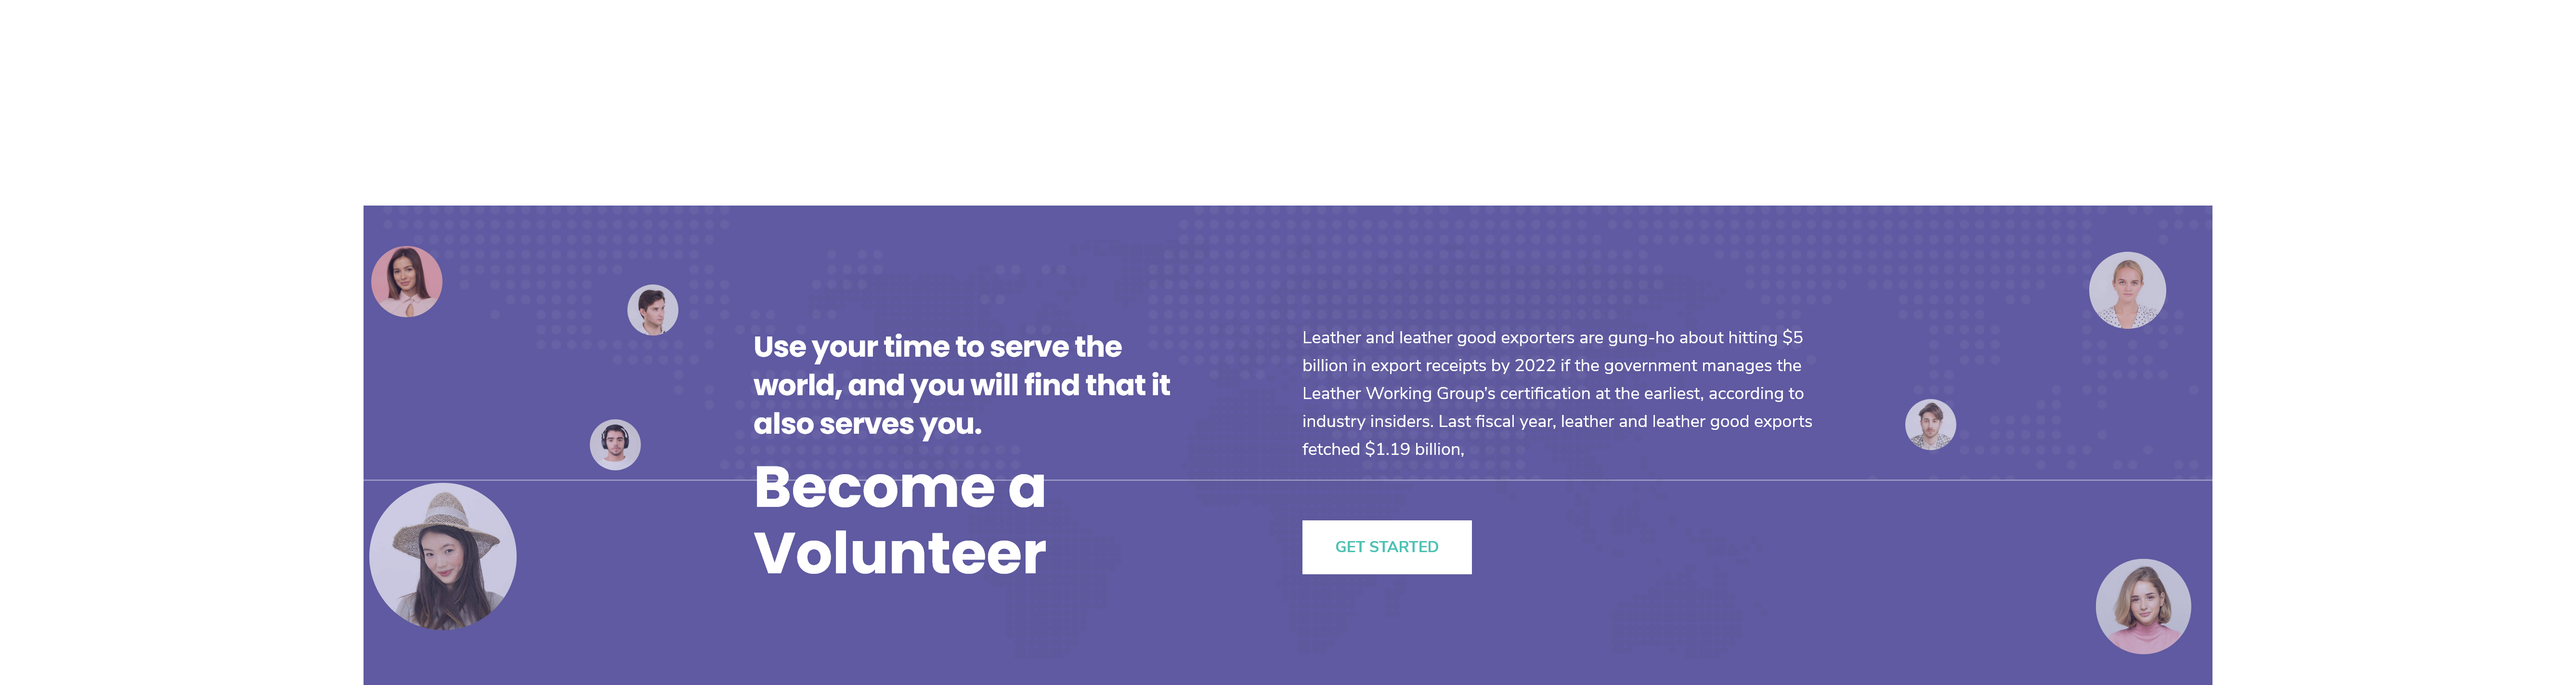 Use your time to serve the
world, and you will find that it
also serves you.
Become a
Volunteer
Leather and leather good exporters are gung-ho about hitting $5
billion in export receipts by 2022 if the government manages the
Leather Working Group's certification at the earliest, according to
industry insiders. Last fiscal year, leather and leather good exports
fetched $1.19 billion,
GET STARTED